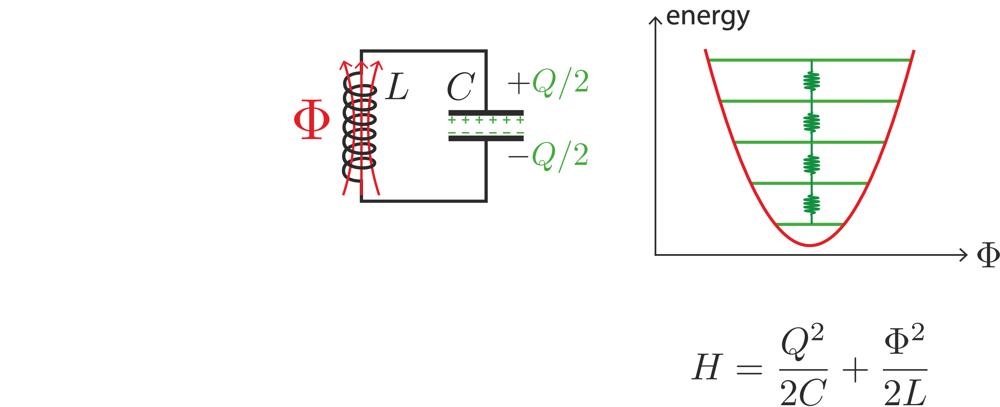 energy
Φ
L
C
+Q/2
+ + + + + +
− − − − − −
−Q/2
Φ
H = Q²/2C + Φ²/2L